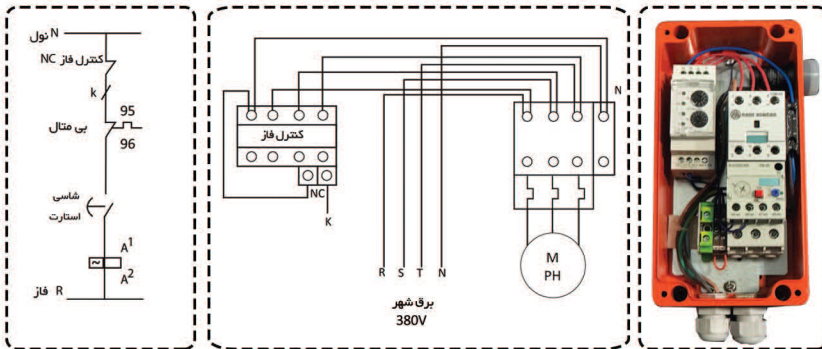 نول N
کنترل فاز NC
k
بی متال
95
96
شاسی
استارت
A1
A2
فاز R
کنترل فاز
NC
K
R S T N
برق شهر
380V
N
M
PH